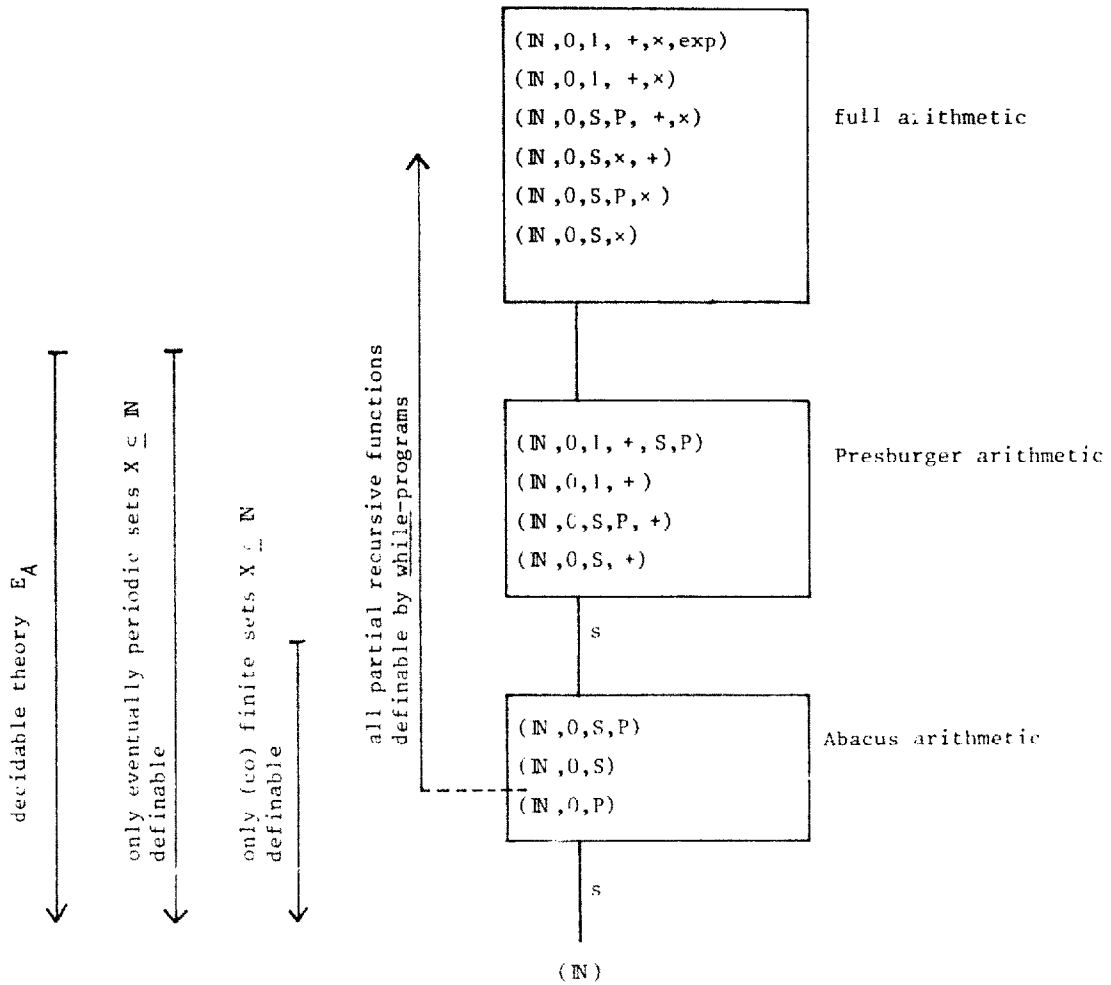 (ℕ,0,1, +,×,exp)
(ℕ,0,1, +,×)
(ℕ,0,S,P, +,×)
(ℕ,0,S,×, +)
(ℕ,0,S,P,×)
(ℕ,0,S,×)
full arithmetic
(ℕ,0,1, +,S,P)
(ℕ,0,1, +)
(ℕ,0,S,P, +)
(ℕ,0,S, +)
Presburger arithmetic
s
(ℕ,0,S,P)
(ℕ,0,S)
(ℕ,0,P)
Abacus arithmetic
s
(ℕ)
decidable theory E_A
only eventually periodic sets X ⊆ ℕ
definable
only (co) finite sets X ⊆ ℕ
definable
all partial recursive functions
definable by while-programs